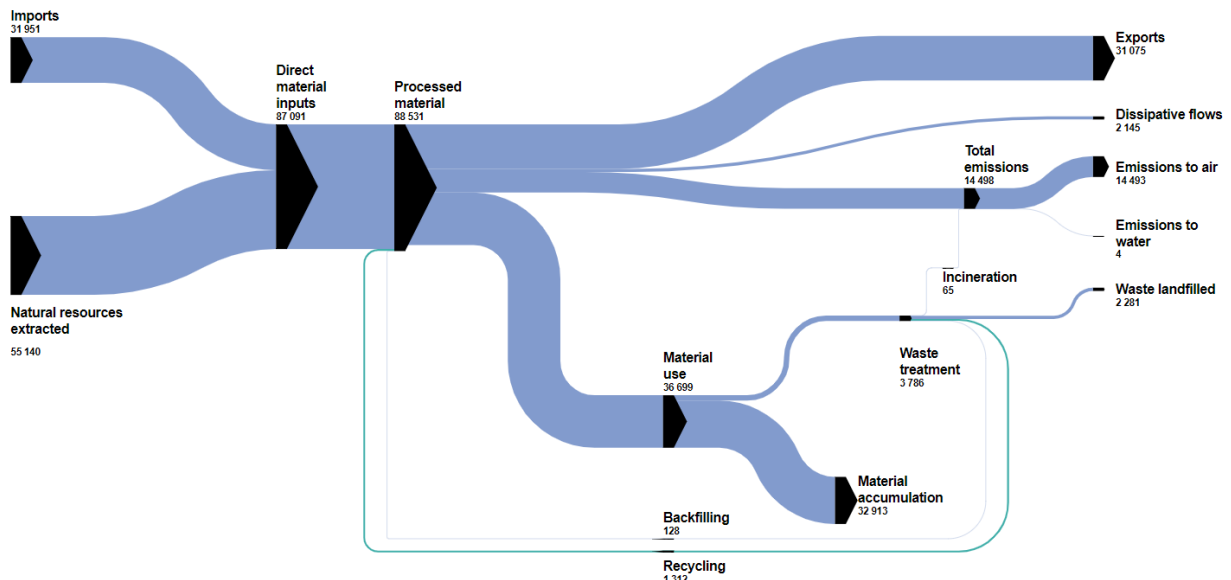 Imports
31 951
Direct
material
inputs
87 091
Processed
material
88 531
Exports
31 075
Dissipative flows
2 145
Total
emissions
14 498
Emissions to air
14 493
Emissions to
water
4
Incineration
65
Waste landfilled
2 281
Natural resources
extracted
55 140
Material
use
36 699
Waste
treatment
3 786
Material
accumulation
32 913
Backfilling
128
Recycling
1 313